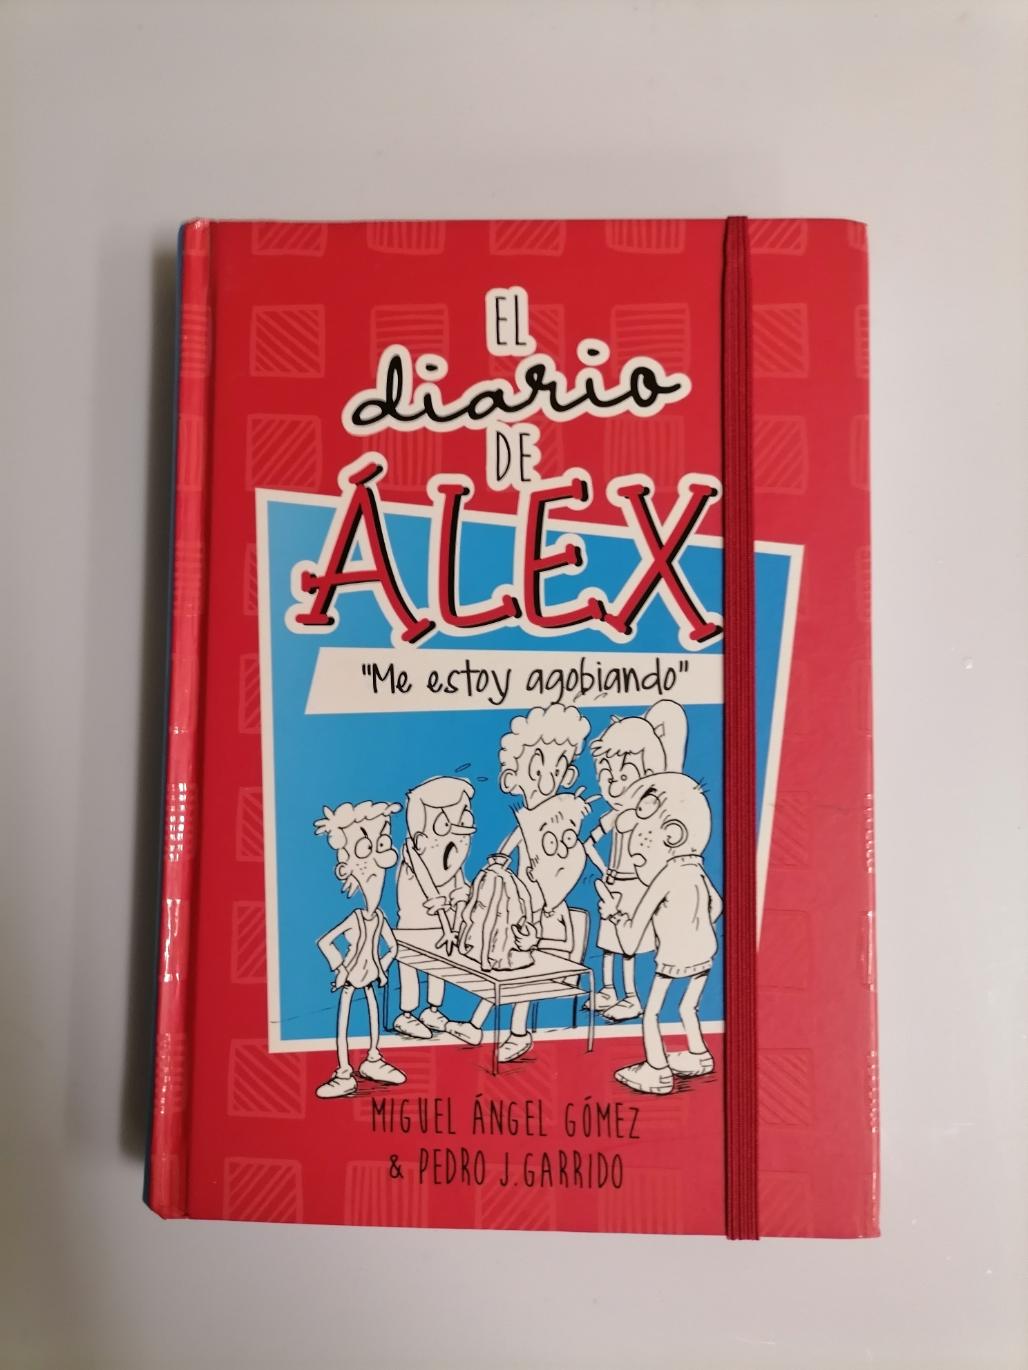 EL
diario
DE
ÁLEX
"Me estoy agobiando"
MIGUEL ÁNGEL GÓMEZ
& PEDRO J. GARRIDO